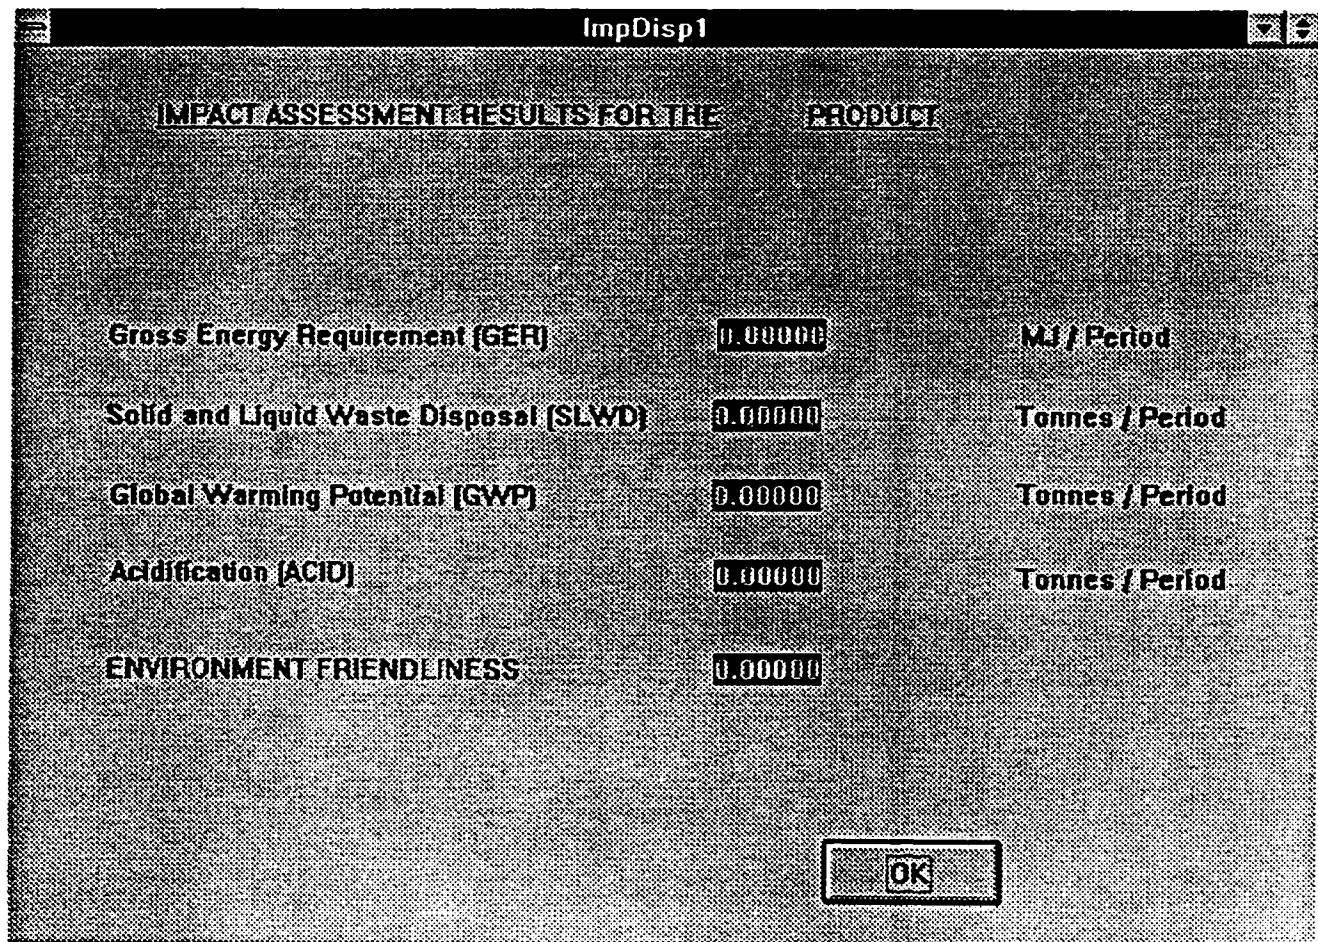 ImpDisp1
IMPACT ASSESSMENT RESULTS FOR THE PRODUCT
Gross Energy Requirement (GER) 0.00000 MJ / Period
Solid and Liquid Waste Disposal (SLWD) 0.00000 Tonnes / Period
Global Warming Potential (GWP) 0.00000 Tonnes / Period
Acidification (ACID) 0.00000 Tonnes / Period
ENVIRONMENT FRIENDLINESS 0.00000
OK